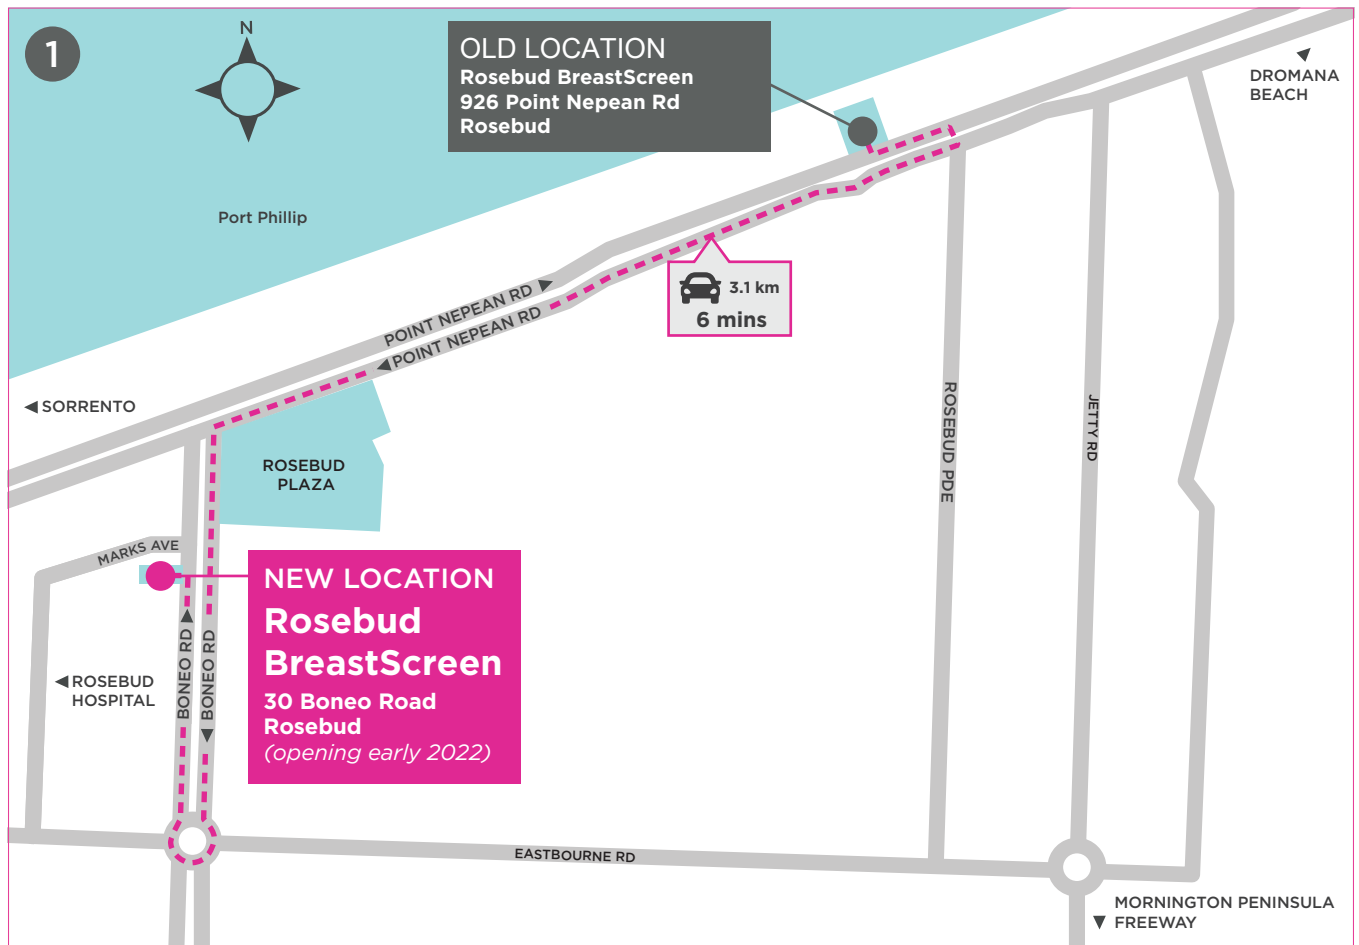 1
N
OLD LOCATION
Rosebud BreastScreen
926 Point Nepean Rd
Rosebud
DROMANA
BEACH
Port Phillip
3.1 km
6 mins
POINT NEPEAN RD
POINT NEPEAN RD
SORRENTO
ROSEBUD PDE
JETTY RD
ROSEBUD
PLAZA
MARKS AVE
NEW LOCATION
Rosebud
BreastScreen
30 Boneo Road
Rosebud
(opening early 2022)
BONEO RD
BONEO RD
ROSEBUD
HOSPITAL
EASTBOURNE RD
MORNINGTON PENINSULA
FREEWAY